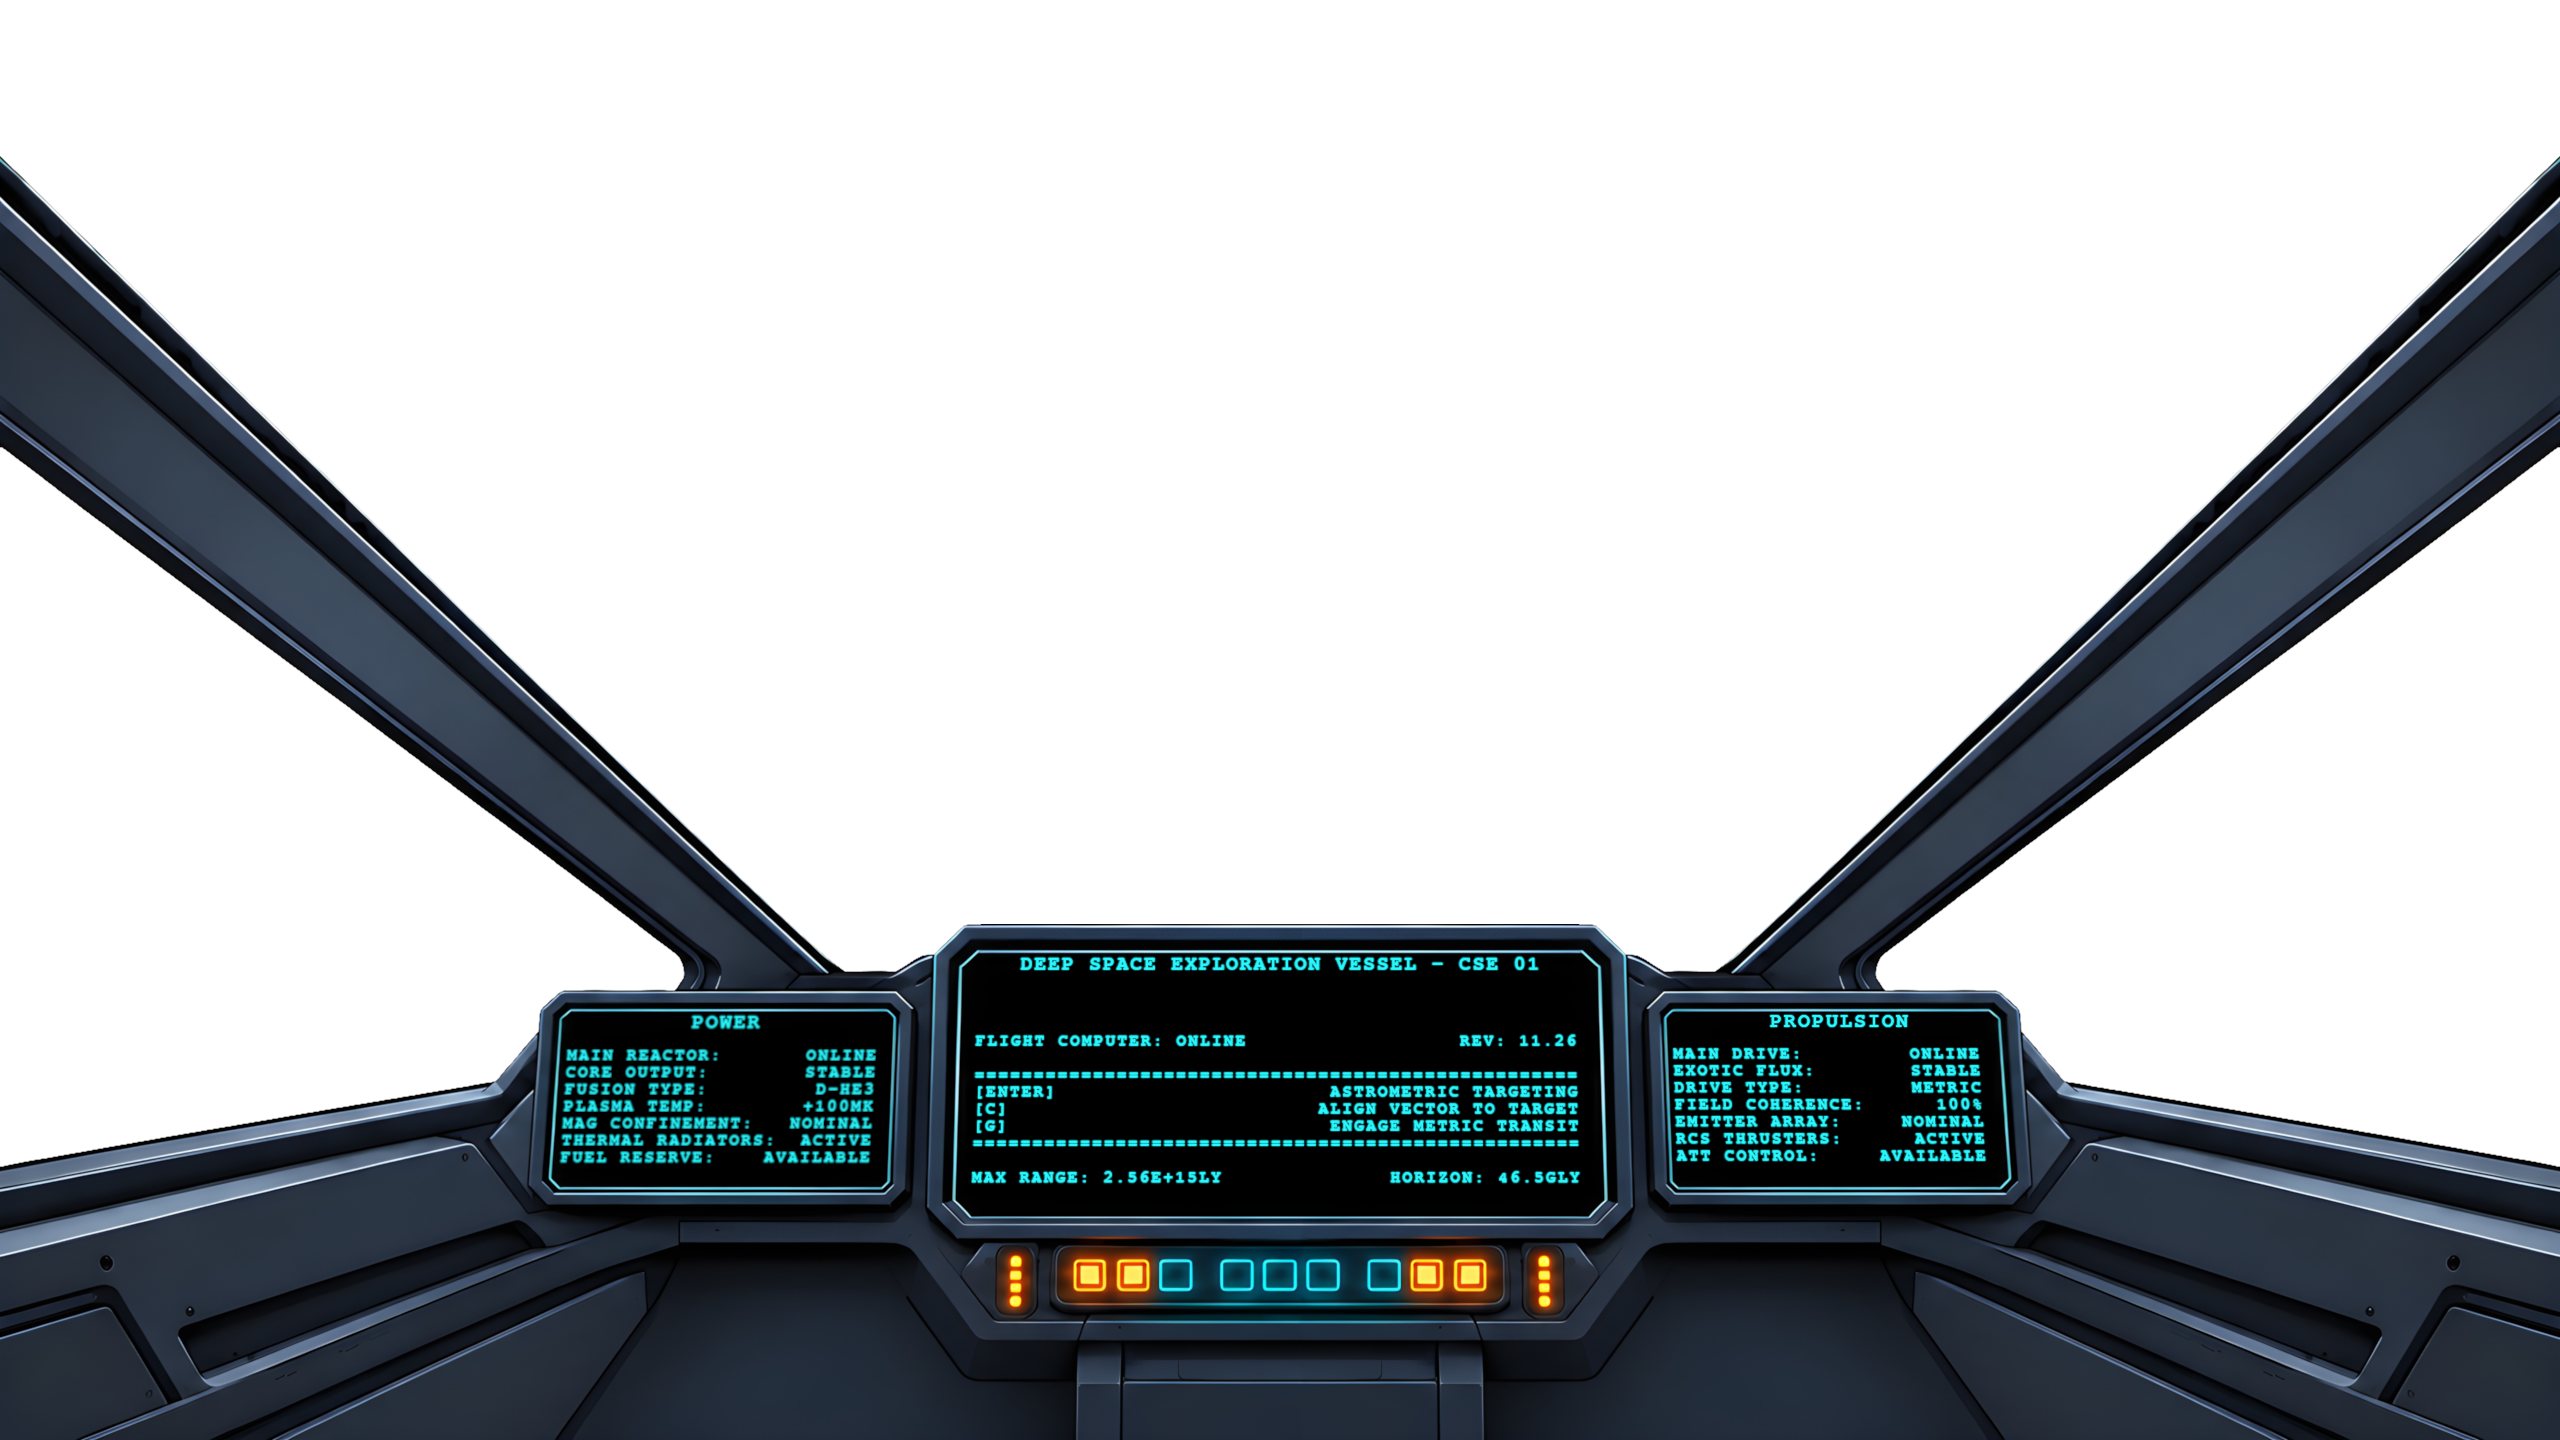 DEEP SPACE EXPLORATION VESSEL - CSE 01
FLIGHT COMPUTER: ONLINE REV: 11.26
[ENTER] ASTROMETRIC TARGETING
[C] ALIGN VECTOR TO TARGET
[G] ENGAGE METRIC TRANSIT
MAX RANGE: 2.56E+15LY HORIZON: 46.5GLY
POWER
MAIN REACTOR: ONLINE
CORE OUTPUT: STABLE
FUSION TYPE: D-HE3
PLASMA TEMP: +100MK
MAG CONFINEMENT: NOMINAL
THERMAL RADIATORS: ACTIVE
FUEL RESERVE: AVAILABLE
PROPULSION
MAIN DRIVE: ONLINE
EXOTIC FLUX: STABLE
DRIVE TYPE: METRIC
FIELD COHERENCE: 100%
EMITTER ARRAY: NOMINAL
RCS THRUSTERS: ACTIVE
ATT CONTROL: AVAILABLE